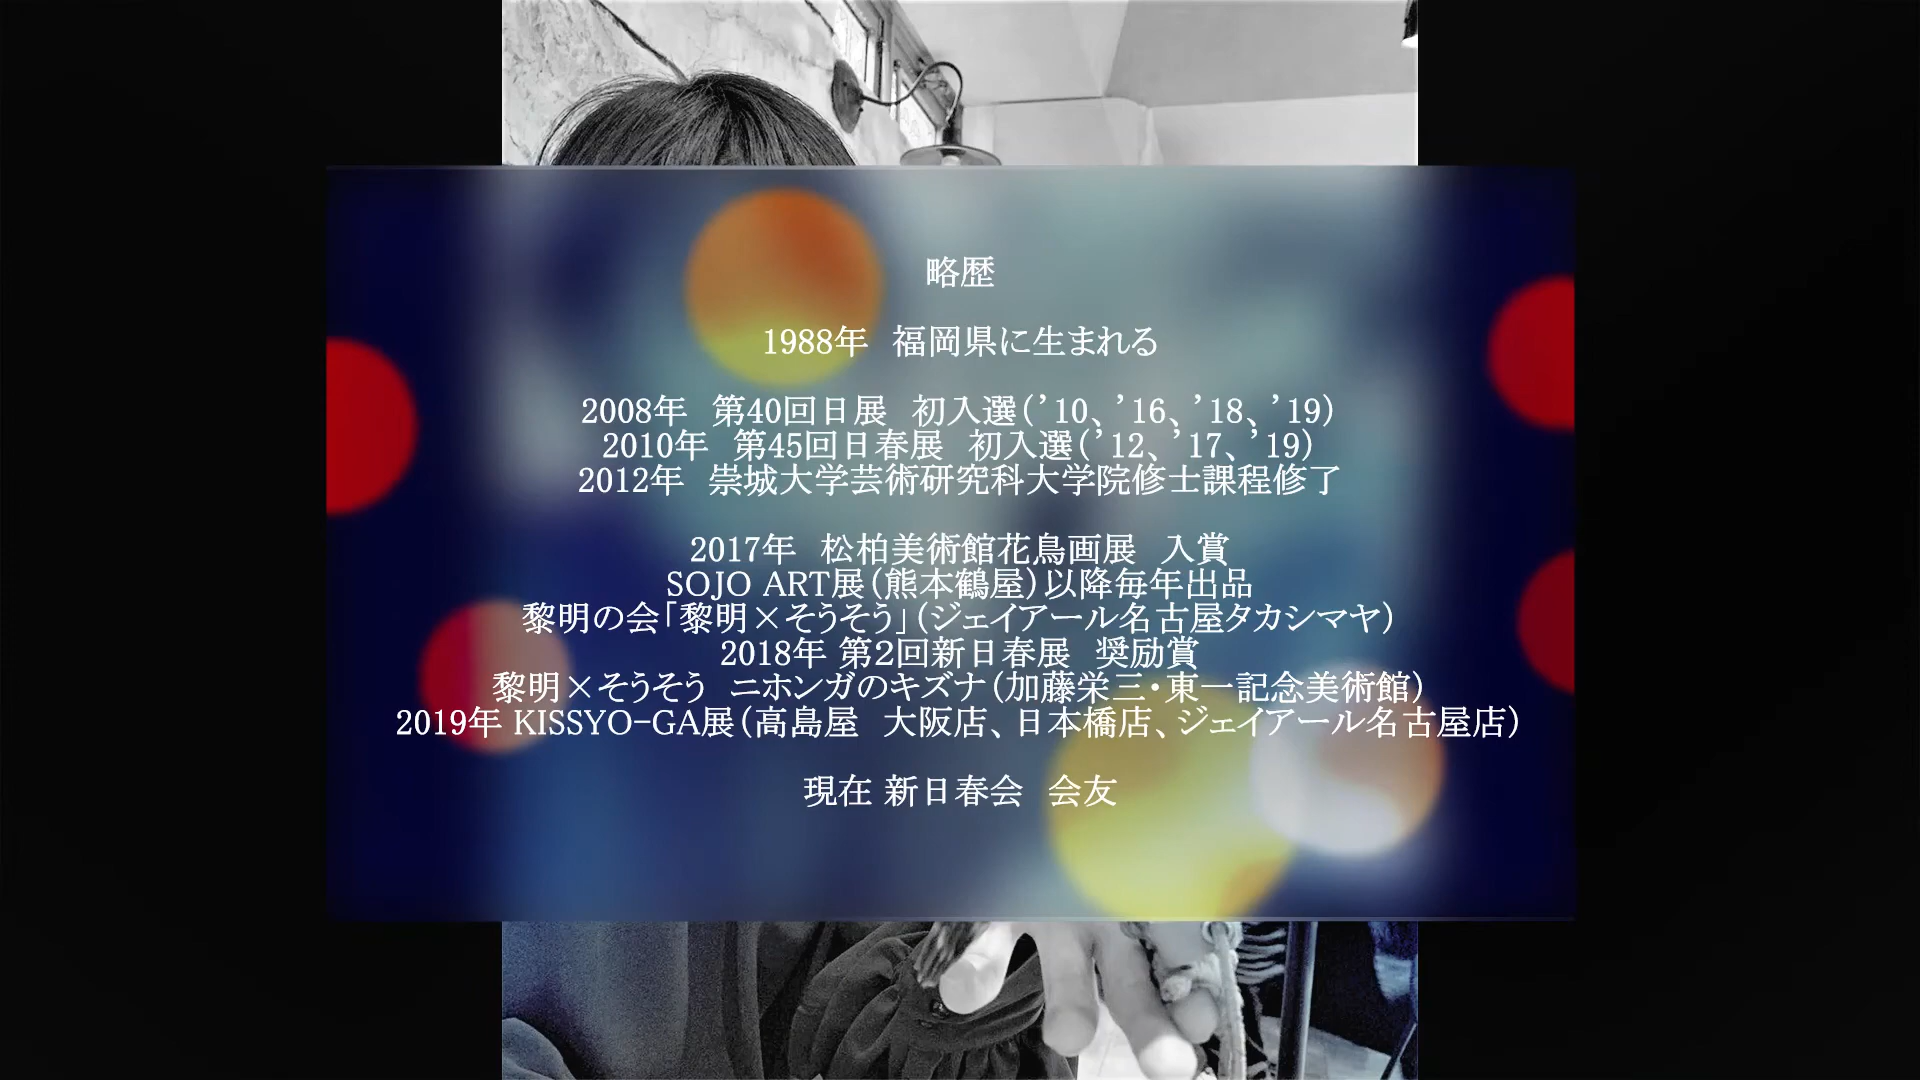 略歴
1988年　福岡県に生まれる
2008年　第40回日展　初入選（’10、’16、’18、’19）
2010年　第45回日春展　初入選（’12、’17、’19）
2012年　崇城大学芸術研究科大学院修士課程修了
2017年　松柏美術館花鳥画展　入賞
SOJO ART展（熊本鶴屋）以降毎年出品
黎明の会「黎明×そうそう」（ジェイアール名古屋タカシマヤ）
2018年 第２回新日春展　奨励賞
黎明×そうそう　ニホンガのキズナ（加藤栄三・東一記念美術館）
2019年 KISSYO-GA展（高島屋　大阪店、日本橋店、ジェイアール名古屋店）
現在 新日春会　会友